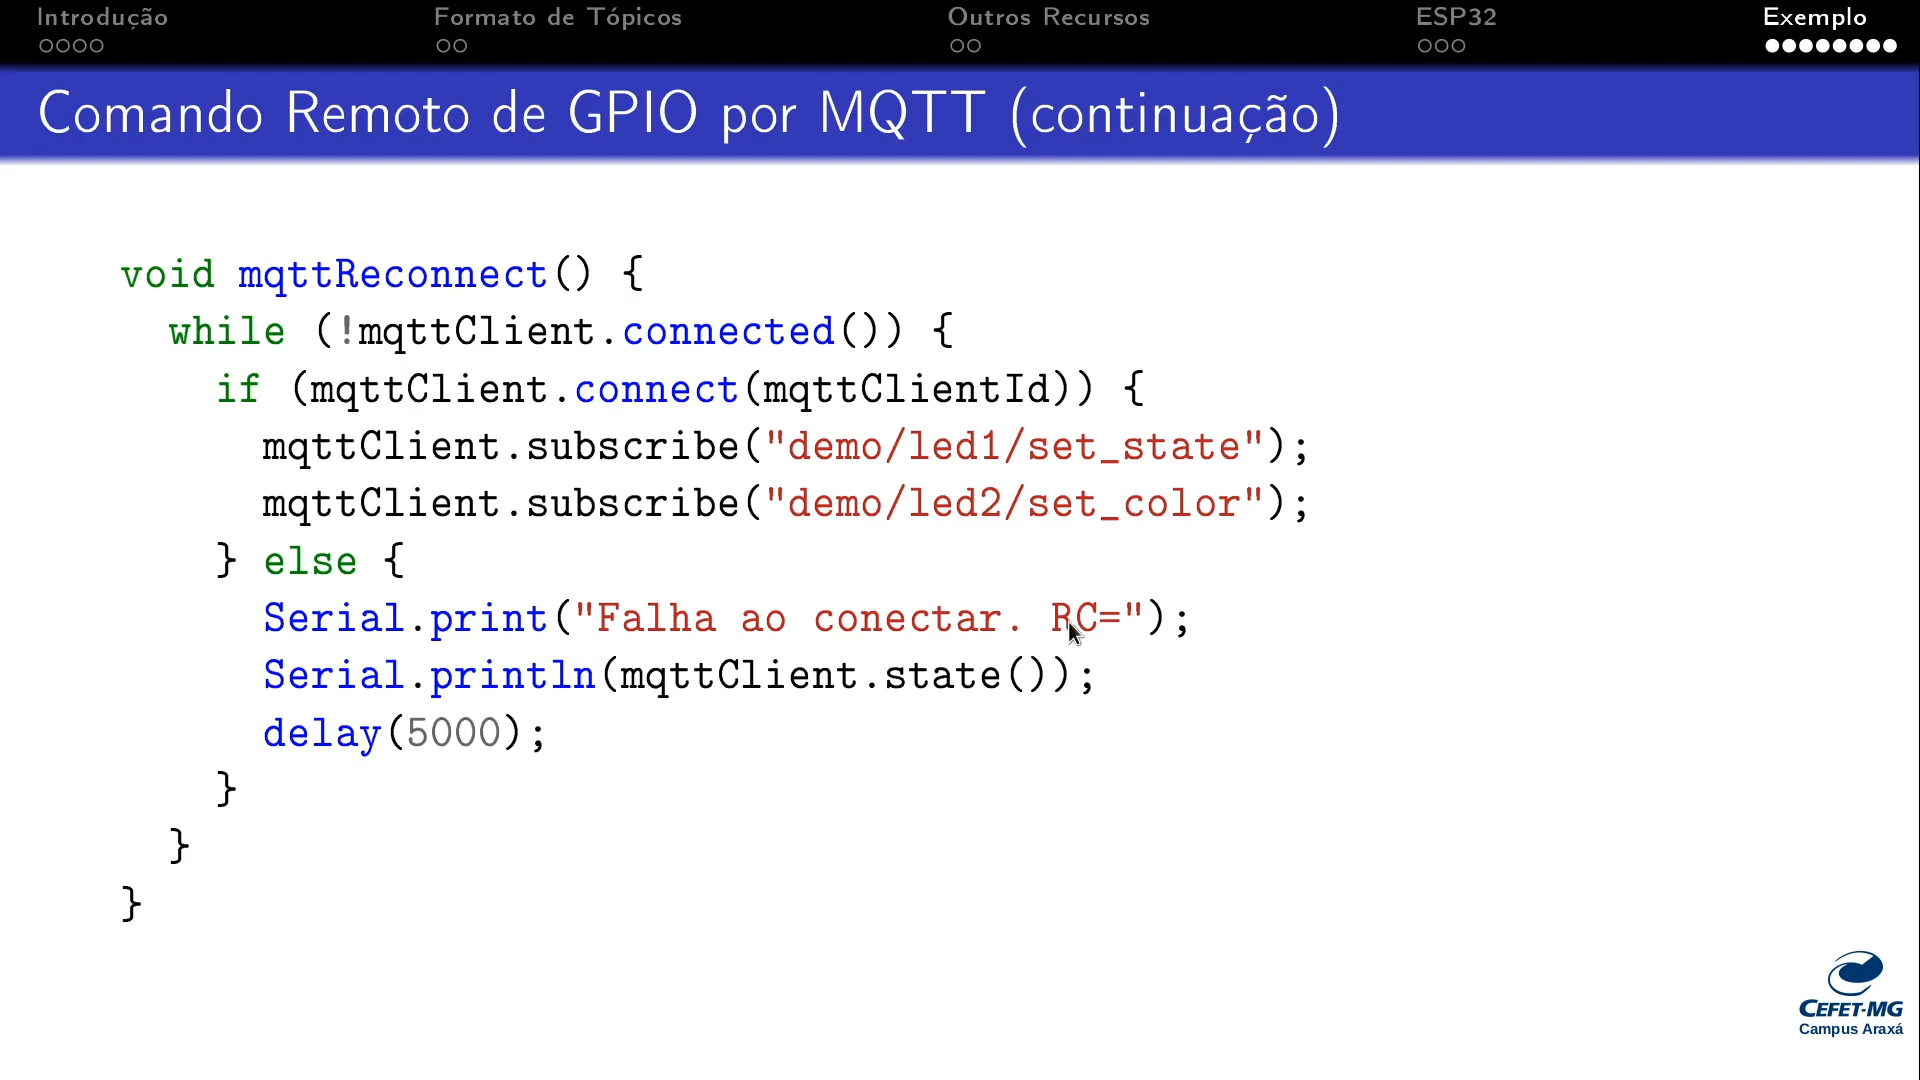 Introdução Formato de Tópicos Outros Recursos ESP32 Exemplo
Comando Remoto de GPIO por MQTT (continuação)
void mqttReconnect() {
  while (!mqttClient.connected()) {
    if (mqttClient.connect(mqttClientId)) {
      mqttClient.subscribe("demo/led1/set_state");
      mqttClient.subscribe("demo/led2/set_color");
    } else {
      Serial.print("Falha ao conectar. RC=");
      Serial.println(mqttClient.state());
      delay(5000);
    }
  }
}
CEFET-MG
Campus Araxá